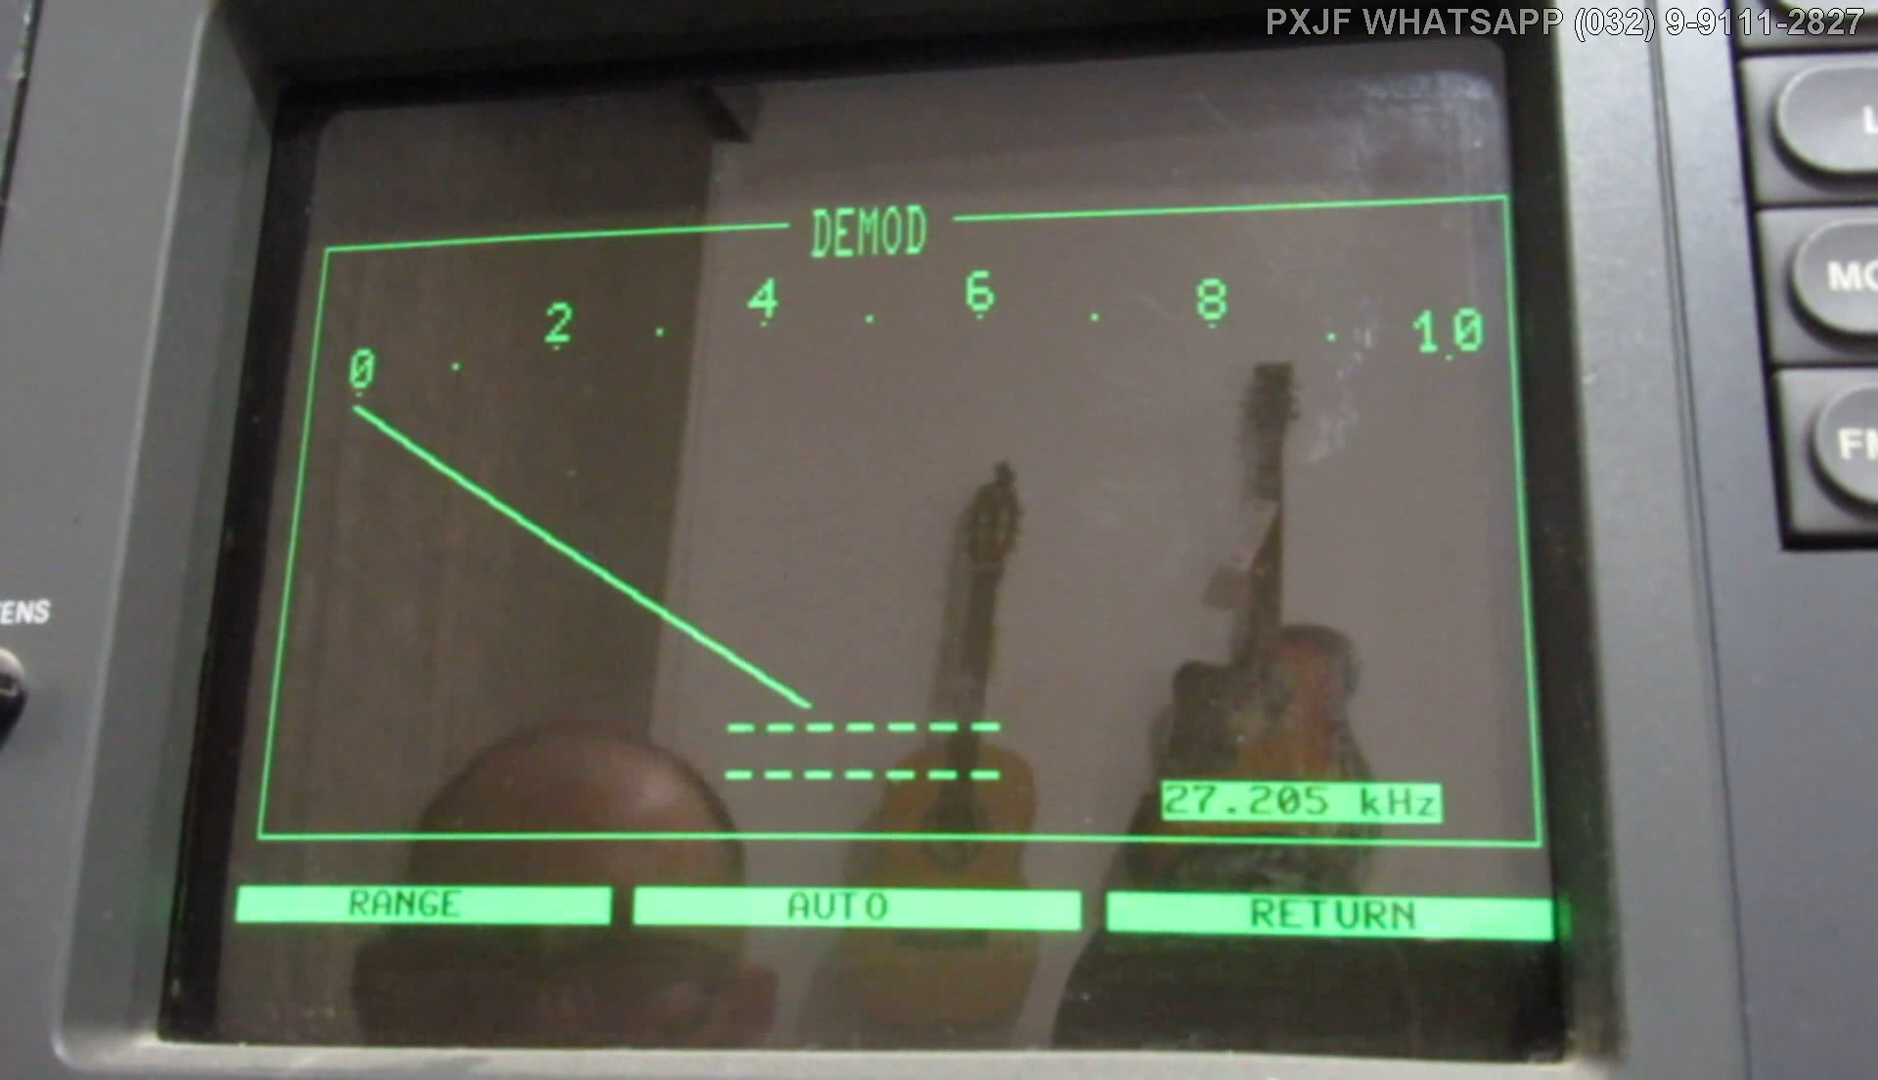 PXJF WHATSAPP (032) 9-9111-2827
DEMOD
0 2 4 6 8 10
27.205 kHz
RANGE AUTO RETURN